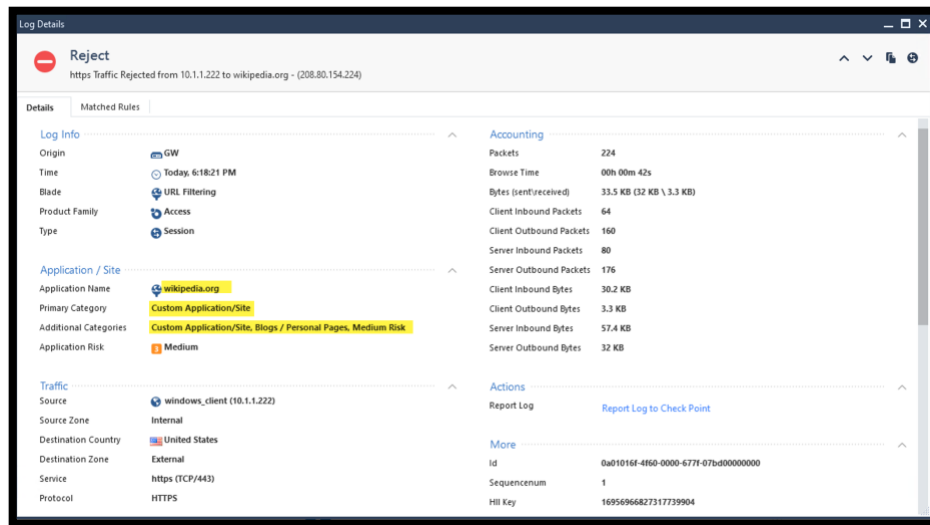 Log Details
Reject
https Traffic Rejected from 10.1.1.222 to wikipedia.org - (208.80.154.224)
Details Matched Rules
Log Info
Origin GW
Time Today, 6:18:21 PM
Blade URL Filtering
Product Family Access
Type Session
Application / Site
Application Name wikipedia.org
Primary Category Custom Application/Site
Additional Categories Custom Application/Site, Blogs / Personal Pages, Medium Risk
Application Risk 3 Medium
Traffic
Source windows_client (10.1.1.222)
Source Zone Internal
Destination Country United States
Destination Zone External
Service https (TCP/443)
Protocol HTTPS
Accounting
Packets 224
Browse Time 00h 00m 42s
Bytes (sent\received) 33.5 KB (32 KB \ 3.3 KB)
Client Inbound Packets 64
Client Outbound Packets 160
Server Inbound Packets 80
Server Outbound Packets 176
Client Inbound Bytes 30.2 KB
Client Outbound Bytes 3.3 KB
Server Inbound Bytes 57.4 KB
Server Outbound Bytes 32 KB
Actions
Report Log Report Log to Check Point
More
Id 0a01016f-4f60-0000-677f-07bd00000000
Sequencenum 1
Hll Key 16956966827317739904